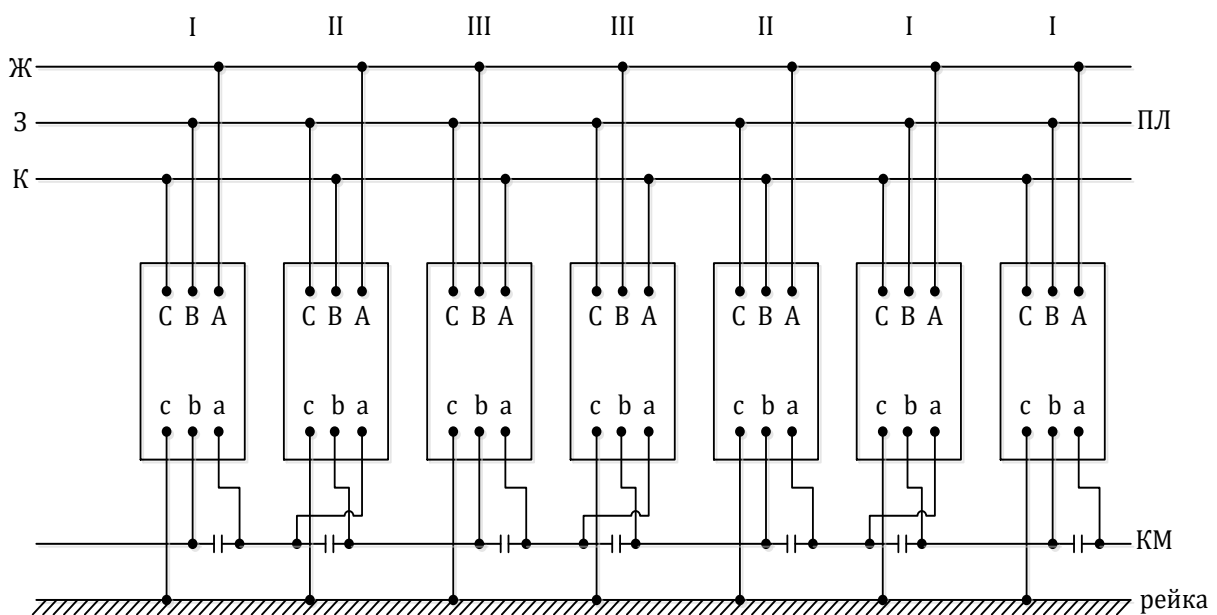 I II III III II I I
Ж
З ПЛ
К
C B A C B A C B A C B A C B A C B A C B A
c b a c b a c b a c b a c b a c b a c b a
КМ
рейка